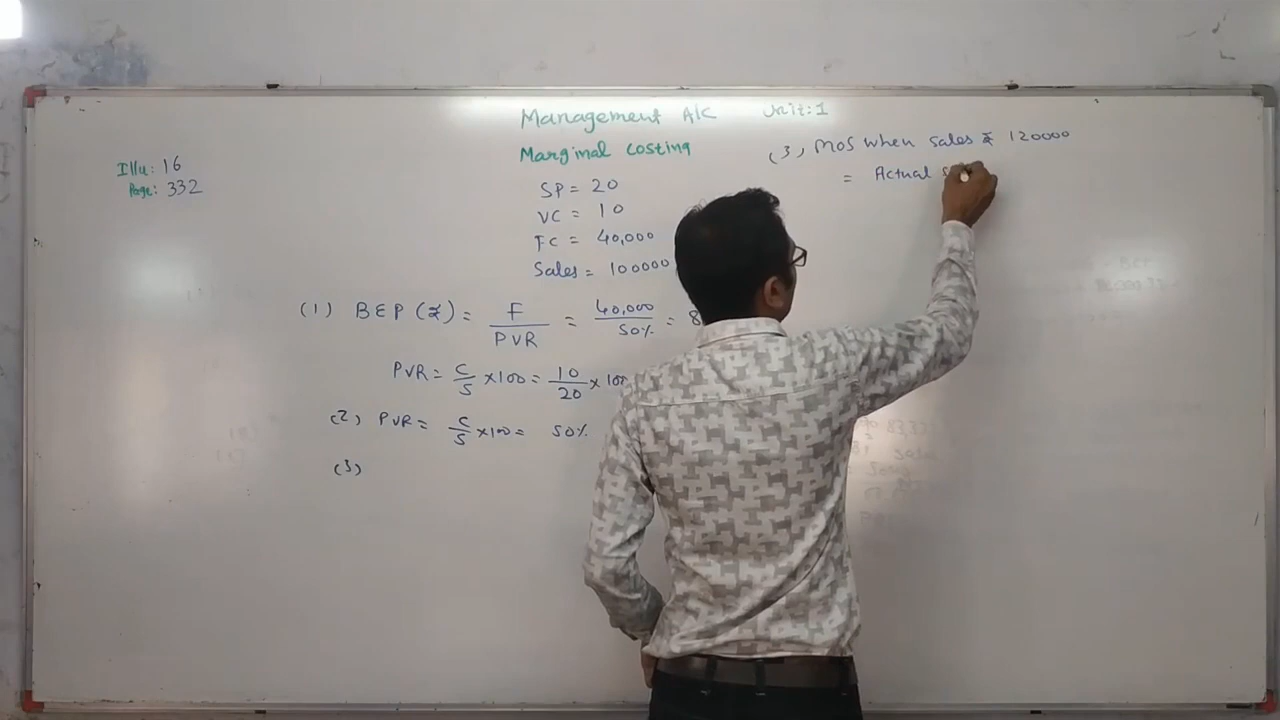 Management A/C Unit:1
Marginal costing
Illu: 16
Page: 332
SP = 20
VC = 10
FC = 40,000
Sales = 100000
(1) BEP (₹) = F / PVR = 40,000 / 50% = 8
PVR = C/S × 100 = 10/20 × 100
(2) PVR = C/S × 100 = 50%
(3)
(3) MOS when Sales ₹ 120000
= Actual S